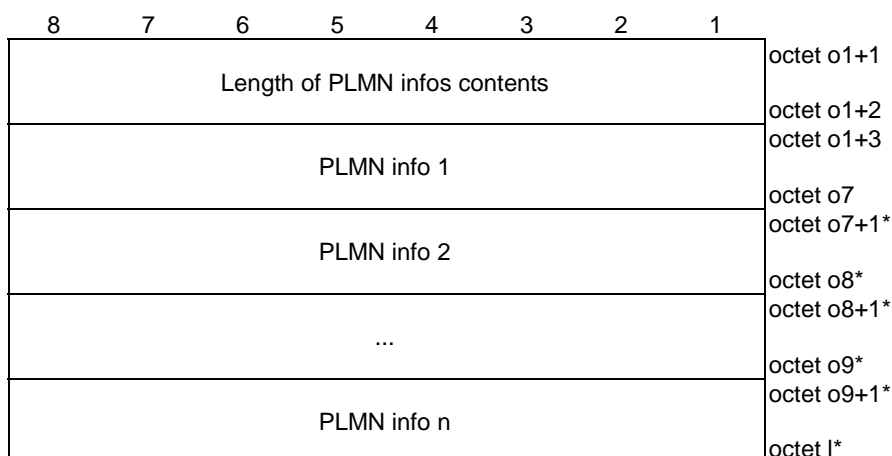 8 7 6 5 4 3 2 1
octet o1+1
Length of PLMN infos contents
octet o1+2
octet o1+3
PLMN info 1
octet o7
octet o7+1*
PLMN info 2
octet o8*
octet o8+1*
...
octet o9*
octet o9+1*
PLMN info n
octet l*